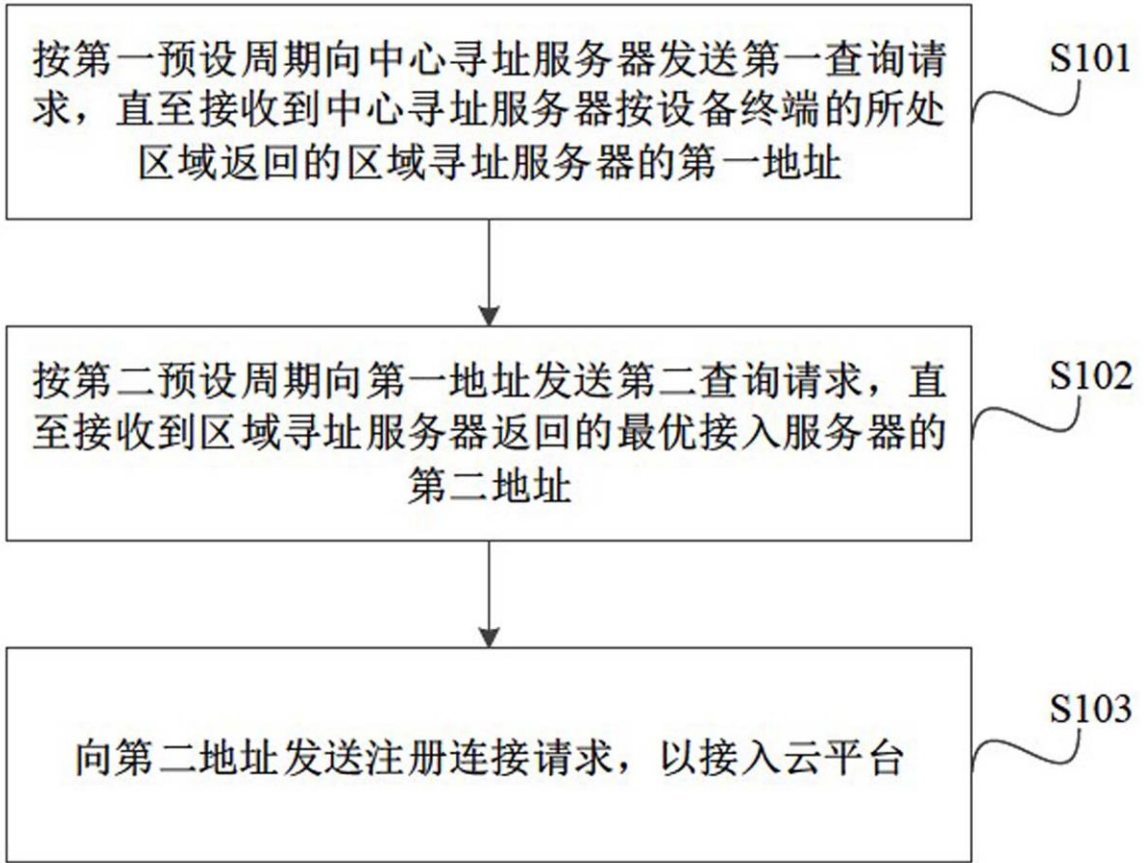 按第一预设周期向中心寻址服务器发送第一查询请
求，直至接收到中心寻址服务器按设备终端的所处
区域返回的区域寻址服务器的第一地址
S101
按第二预设周期向第一地址发送第二查询请求，直
至接收到区域寻址服务器返回的最优接入服务器的
第二地址
S102
向第二地址发送注册连接请求，以接入云平台
S103